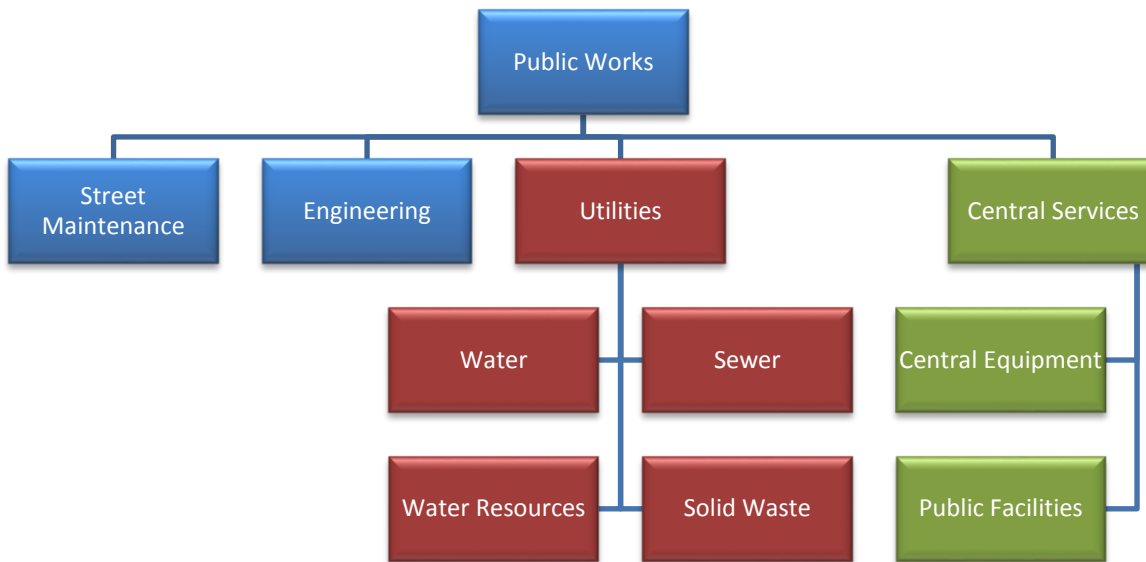 Public Works
Street
Maintenance
Engineering
Utilities
Central Services
Water
Sewer
Central Equipment
Water Resources
Solid Waste
Public Facilities